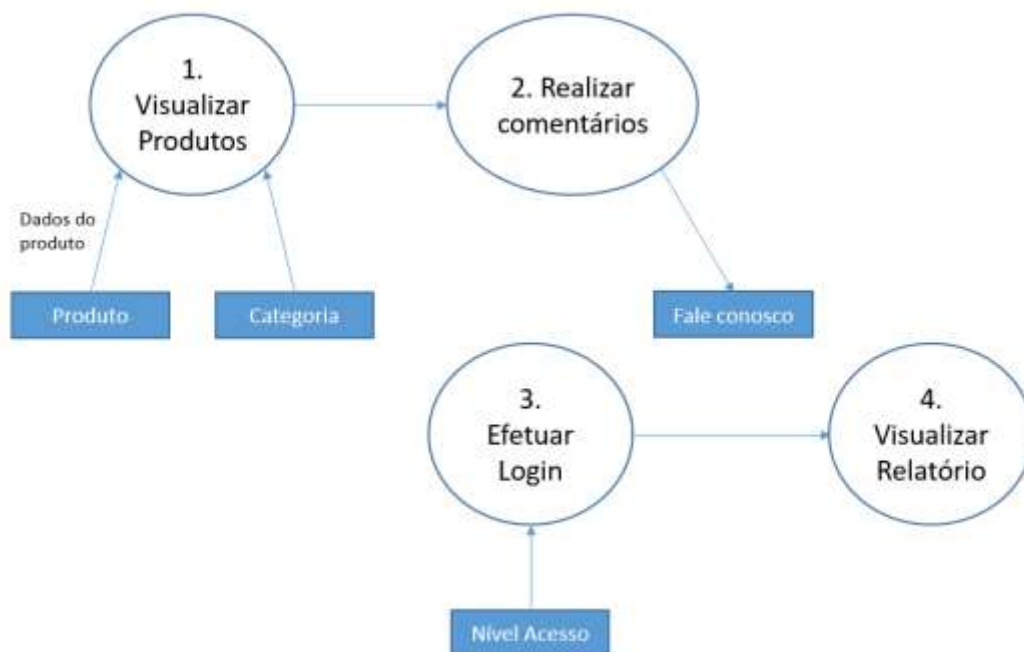 1.
Visualizar
Produtos
2. Realizar
comentários
Dados do
produto
Produto
Categoria
Fale conosco
3.
Efetuar
Login
4.
Visualizar
Relatório
Nível Acesso